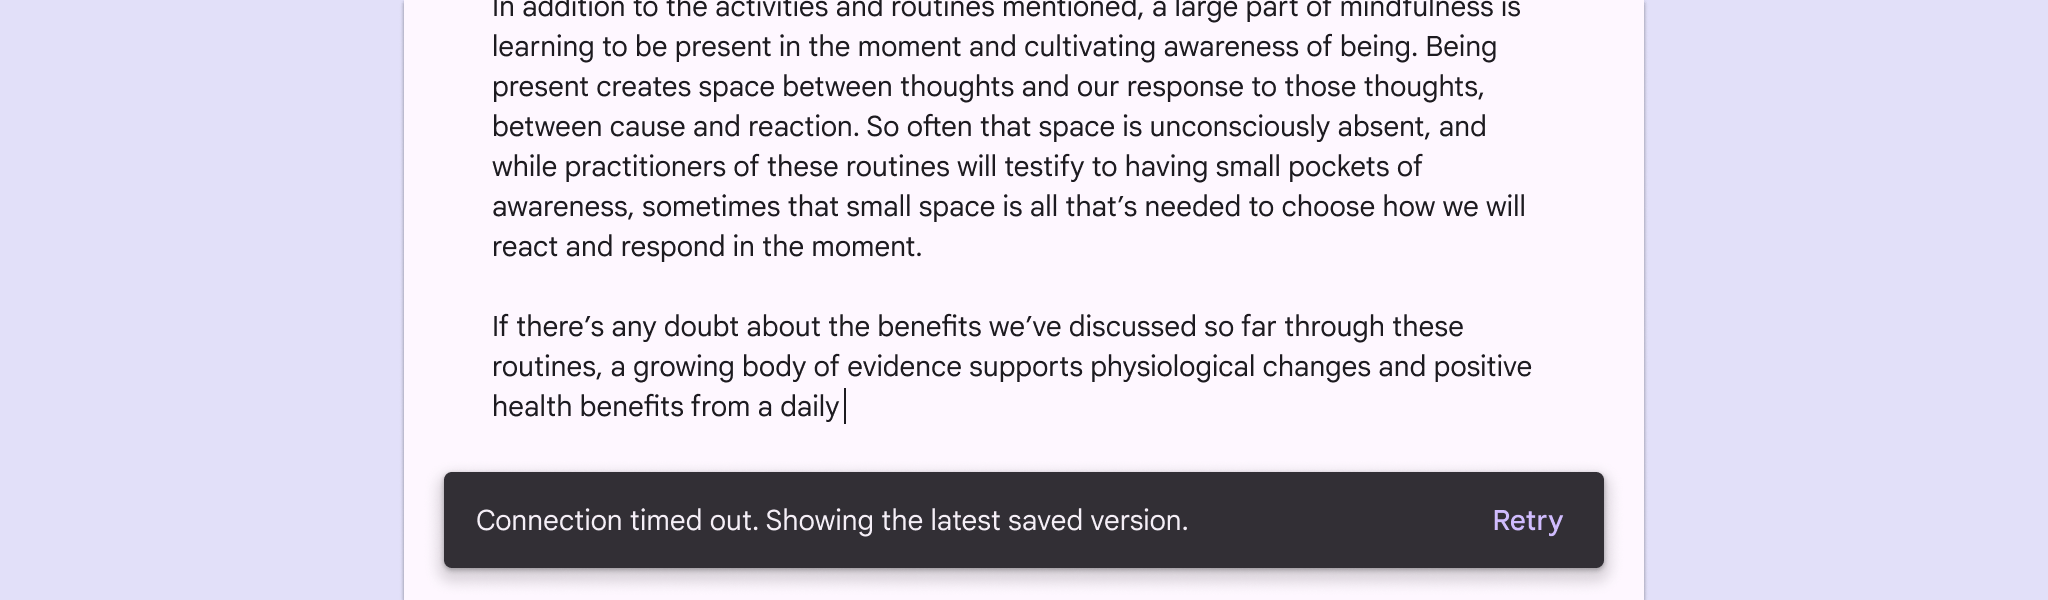 In addition to the activities and routines mentioned, a large part of mindfulness is
learning to be present in the moment and cultivating awareness of being. Being
present creates space between thoughts and our response to those thoughts,
between cause and reaction. So often that space is unconsciously absent, and
while practitioners of these routines will testify to having small pockets of
awareness, sometimes that small space is all that’s needed to choose how we will
react and respond in the moment.
If there’s any doubt about the benefits we’ve discussed so far through these
routines, a growing body of evidence supports physiological changes and positive
health benefits from a daily
Connection timed out. Showing the latest saved version. Retry